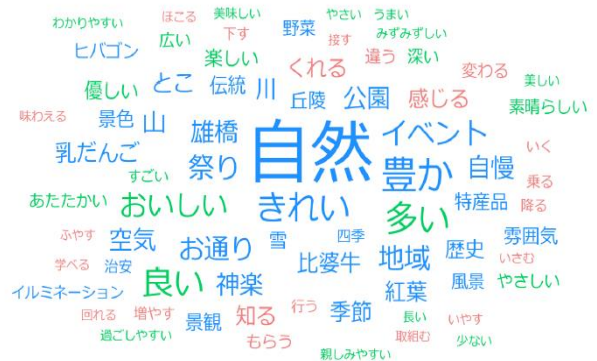 わかりやすい ほこる 美味しい やさい うまい
ヒバゴン 広い 下す 野菜 接す みずみずしい
楽しい くれる 違う 深い 変わる
優しい とこ 伝統 川 丘陵 公園 感じる 美しい
味わえる 景色 山 雄橋 素晴らしい
乳だんご 祭り 自然 イベント 豊か 自慢 いく
すごい 乗る
あたたかい おいしい きれい 多い 特産品 降る
ふやす 空気 お通り 雪 四季 地域 歴史 雰囲気
学べる 治安 比婆牛 いきむ
イルミネーション 良い 神楽 紅葉 風景 やさしい
回れる 増やす 景観 知る 行う 季節 長い いやす
過ごしやすい もらう 取組む 少ない
親しみやすい